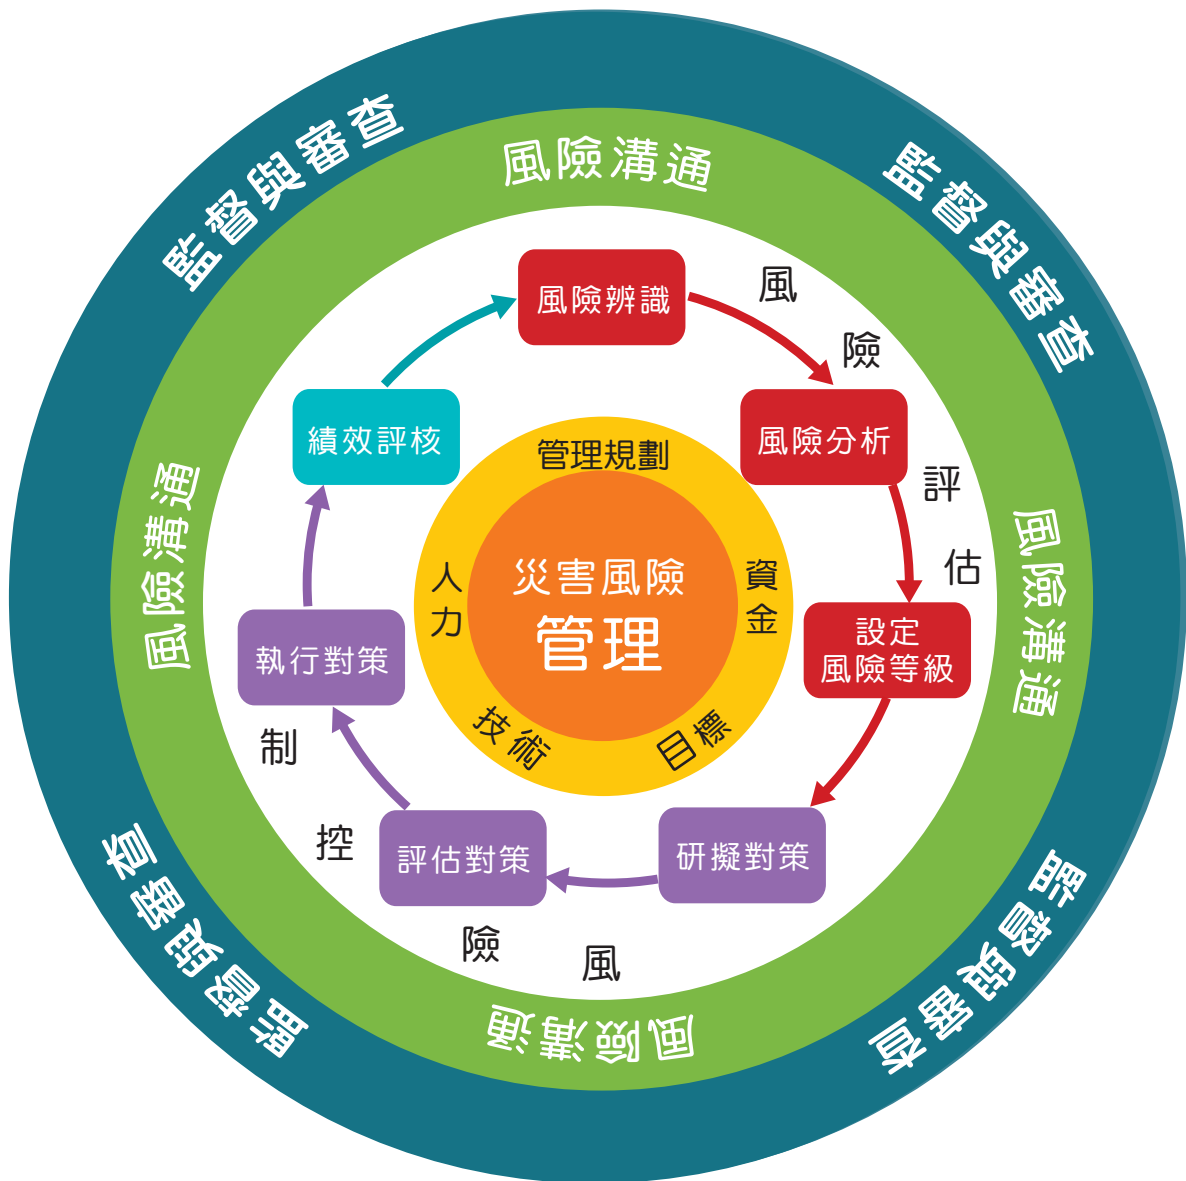 監督與審查
監督與審查
監督與審查
監督與審查
風險溝通
風險溝通
風險溝通
風險溝通
風險評估
風險辨識
風險分析
設定
風險等級
風險控制
研擬對策
評估對策
執行對策
績效評核
管理規劃
資金
目標
技術
人力
災害風險
管理